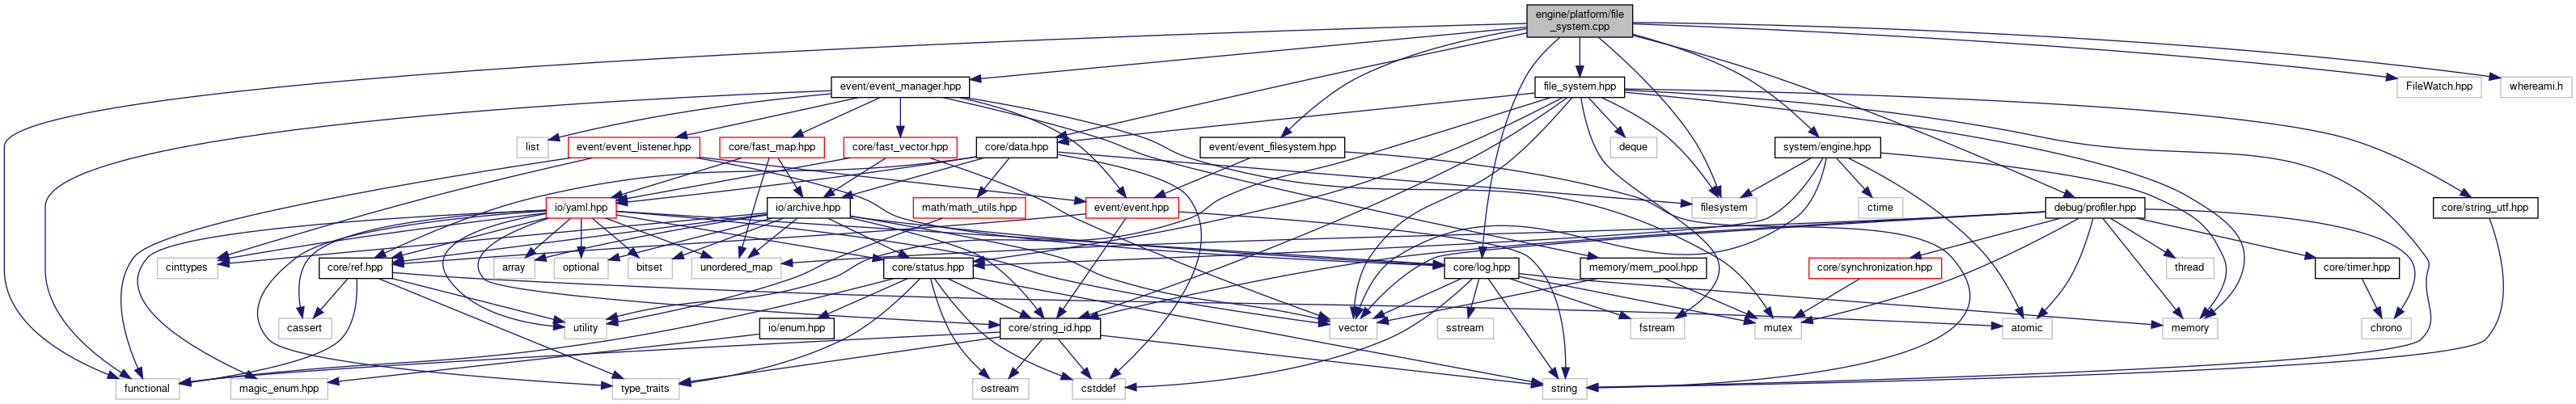 engine/platform/file
_system.cpp
event/event_manager.hpp
file_system.hpp
FileWatch.hpp
whereami.h
list
event/event_listener.hpp
core/fast_map.hpp
core/fast_vector.hpp
core/data.hpp
event/event_filesystem.hpp
deque
system/engine.hpp
io/yaml.hpp
io/archive.hpp
math/math_utils.hpp
event/event.hpp
filesystem
ctime
debug/profiler.hpp
core/string_utf.hpp
cinttypes
core/ref.hpp
array
optional
bitset
unordered_map
core/status.hpp
core/log.hpp
memory/mem_pool.hpp
core/synchronization.hpp
thread
core/timer.hpp
cassert
utility
io/enum.hpp
core/string_id.hpp
vector
sstream
fstream
mutex
atomic
memory
chrono
functional
magic_enum.hpp
type_traits
ostream
cstddef
string